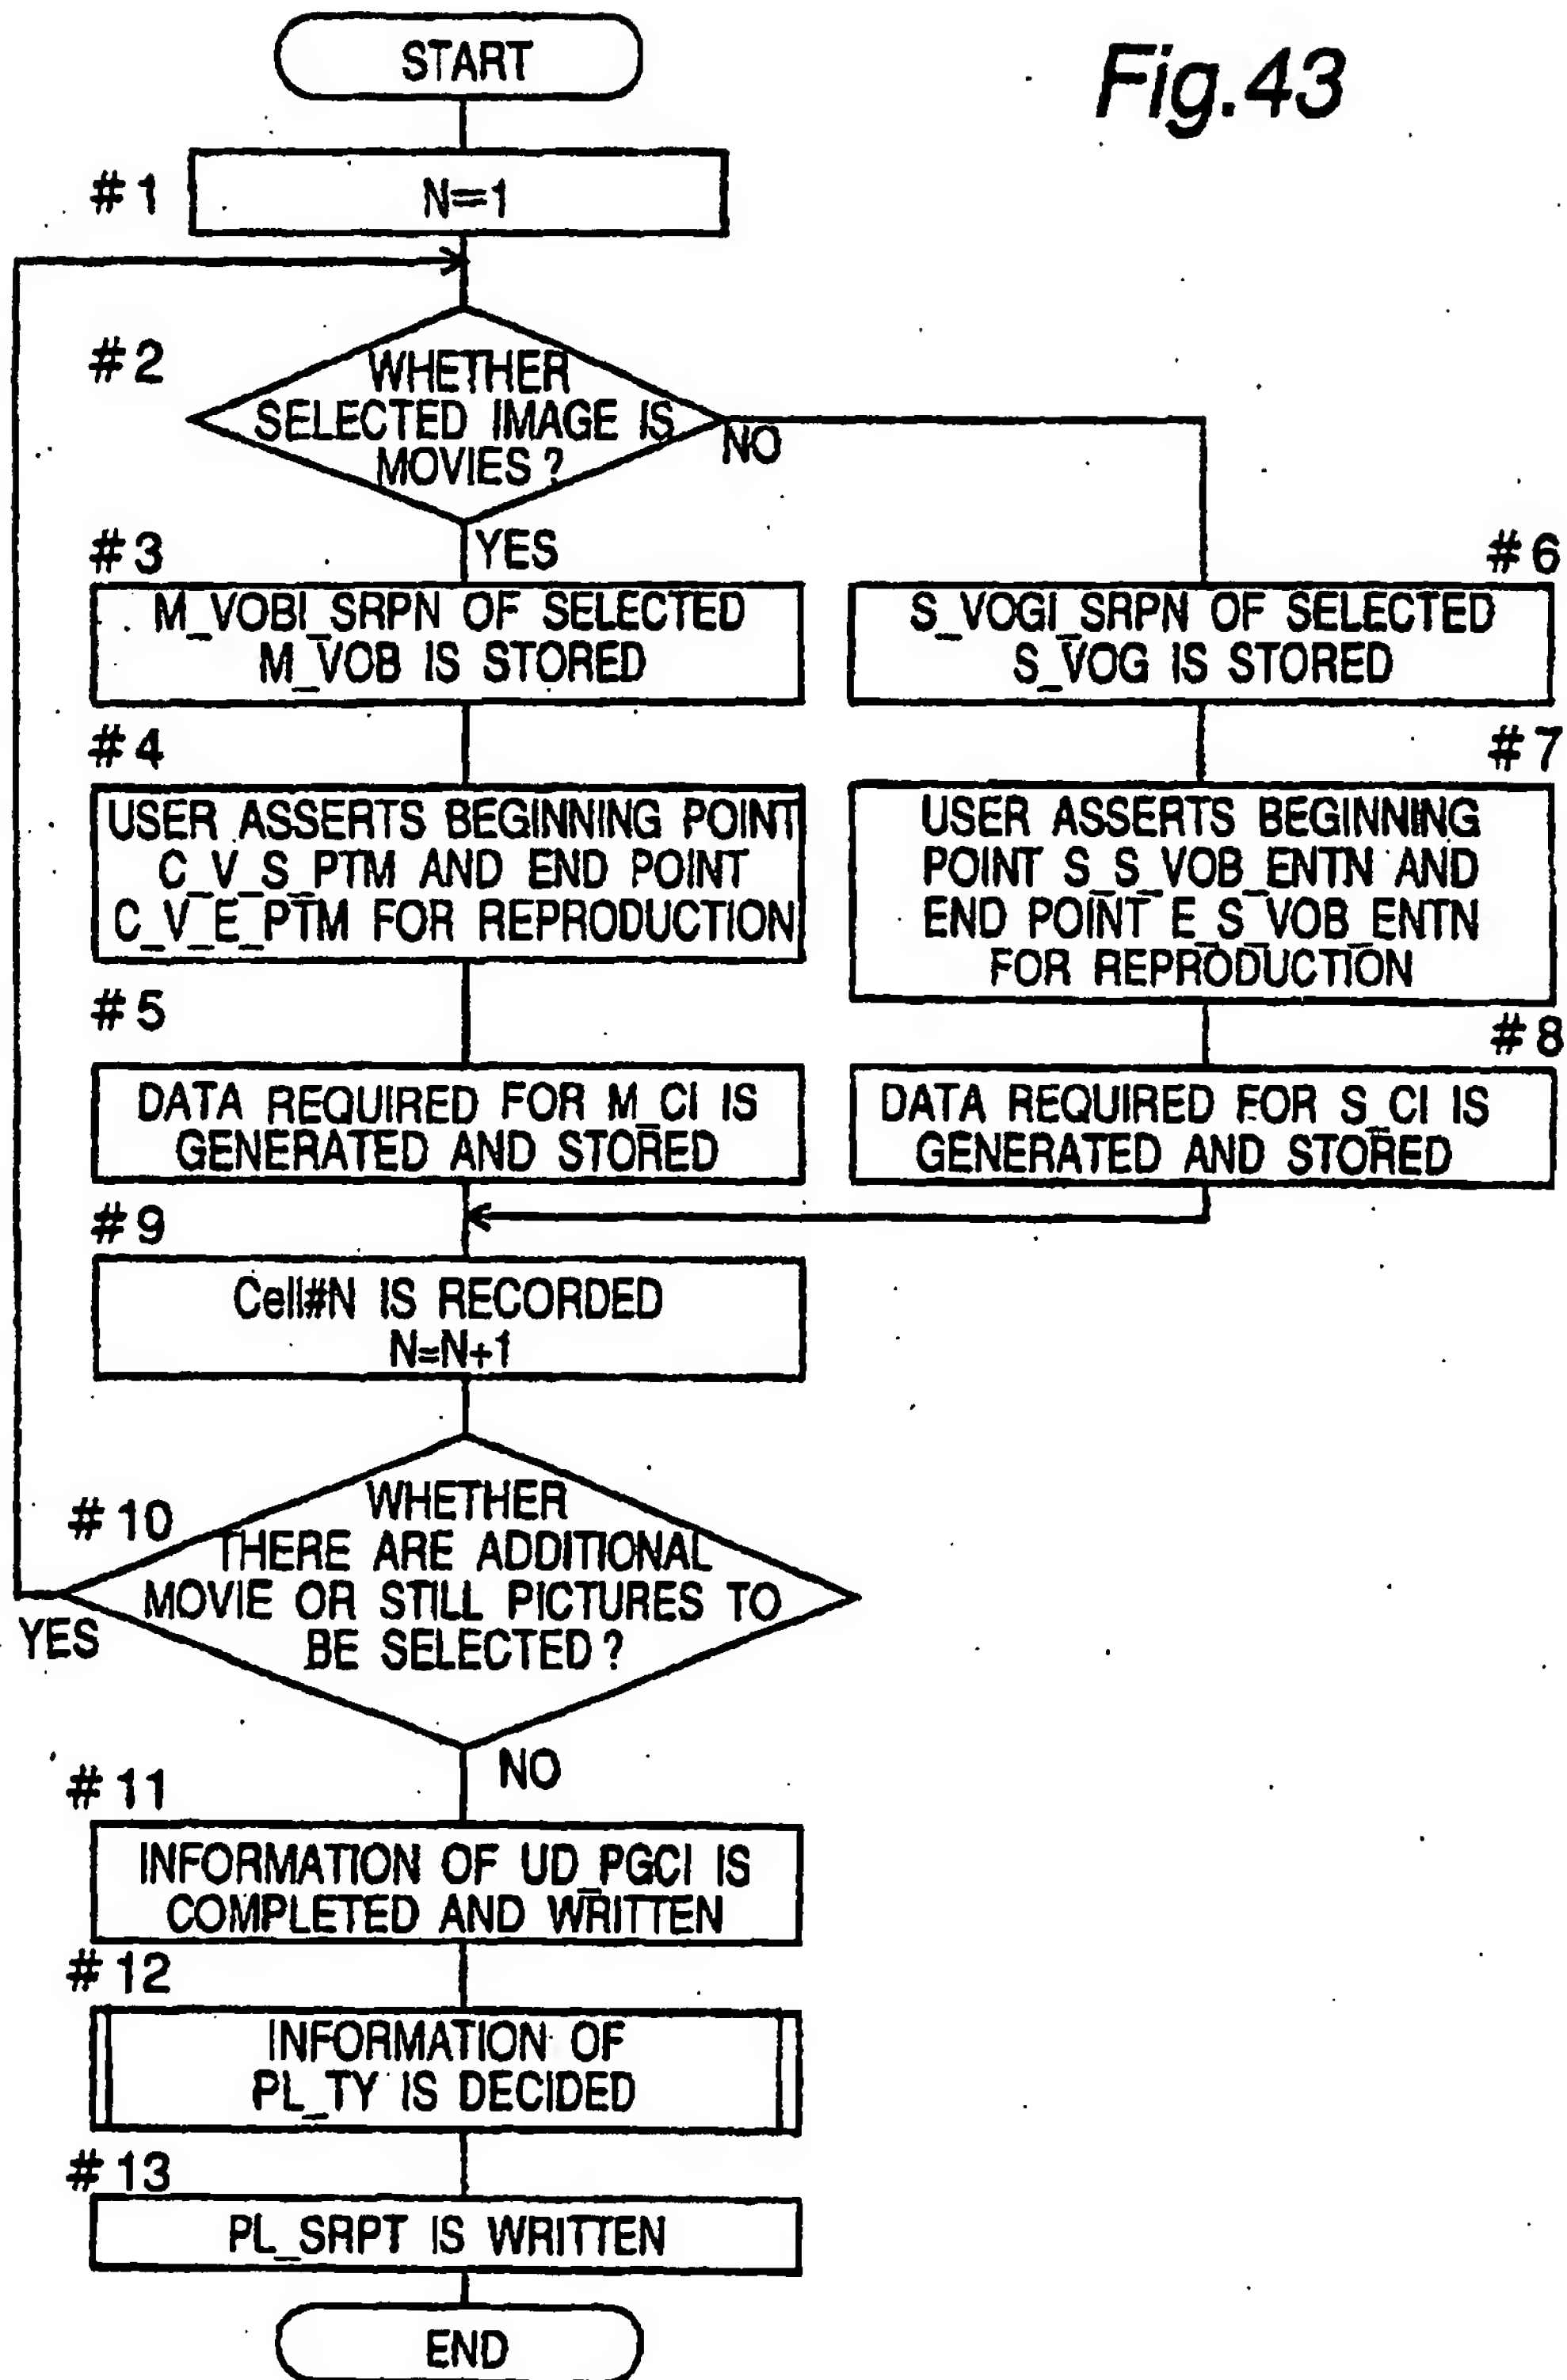 Fig.43
START
#1
N=1
#2
WHETHER
SELECTED IMAGE IS
MOVIES?
NO
YES
#3
M_VOBI_SRPN OF SELECTED
M_VOB IS STORED
#6
S_VOGI_SRPN OF SELECTED
S_VOG IS STORED
#4
USER ASSERTS BEGINNING POINT
C_V_S_PTM AND END POINT
C_V_E_PTM FOR REPRODUCTION
#7
USER ASSERTS BEGINNING
POINT S_S_VOB_ENTN AND
END POINT E_S_VOB_ENTN
FOR REPRODUCTION
#5
DATA REQUIRED FOR M_CI IS
GENERATED AND STORED
#8
DATA REQUIRED FOR S_CI IS
GENERATED AND STORED
#9
Cell#N IS RECORDED
N=N+1
#10
WHETHER
THERE ARE ADDITIONAL
MOVIE OR STILL PICTURES TO
BE SELECTED?
YES
NO
#11
INFORMATION OF UD_PGCI IS
COMPLETED AND WRITTEN
#12
INFORMATION OF
PL_TY IS DECIDED
#13
PL_SRPT IS WRITTEN
END